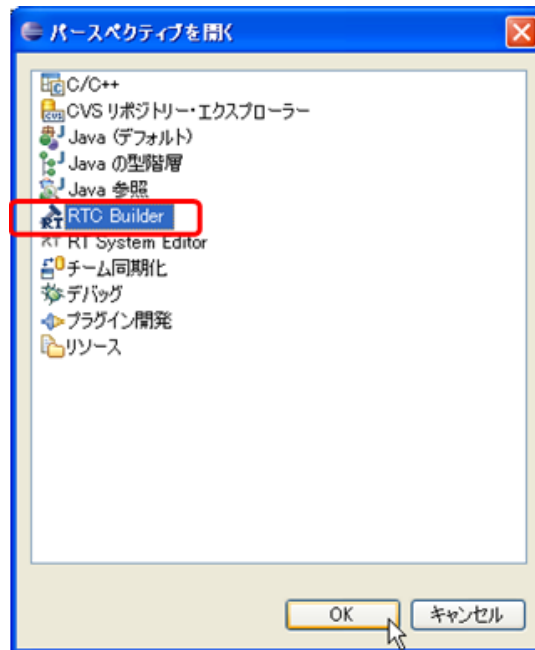 パースペクティブを開く
C/C++
CVS リポジトリー・エクスプローラー
Java (デフォルト)
Java の型階層
Java 参照
RTC Builder
RT System Editor
チーム同期化
デバッグ
プラグイン開発
リソース
OK キャンセル